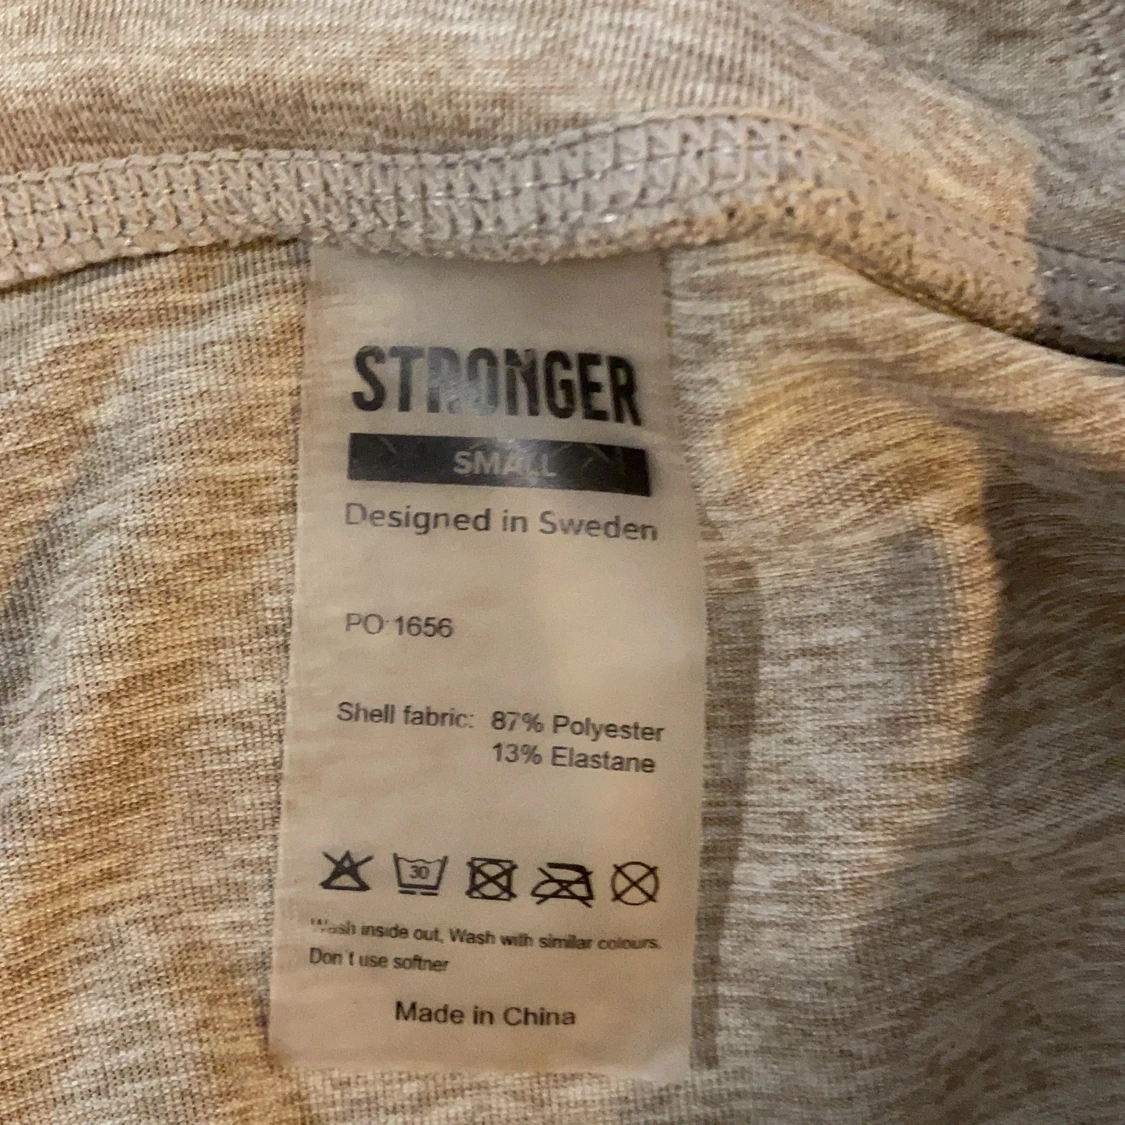 STRONGER
SMALL
Designed in Sweden
PO 1656
Shell fabric: 87% Polyester
13% Elastane
30
Wash inside out, Wash with similar colours.
Don't use softner
Made in China